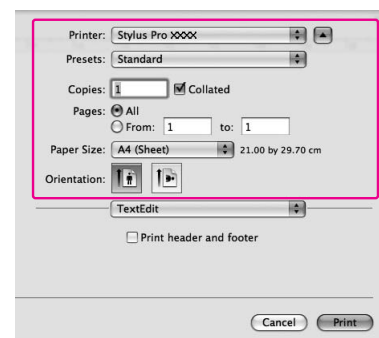 Printer: Stylus Pro XXXX
Presets: Standard
Copies: 1 Collated
Pages: All
From: 1 to: 1
Paper Size: A4 (Sheet) 21.00 by 29.70 cm
Orientation:
TextEdit
Print header and footer
Cancel Print